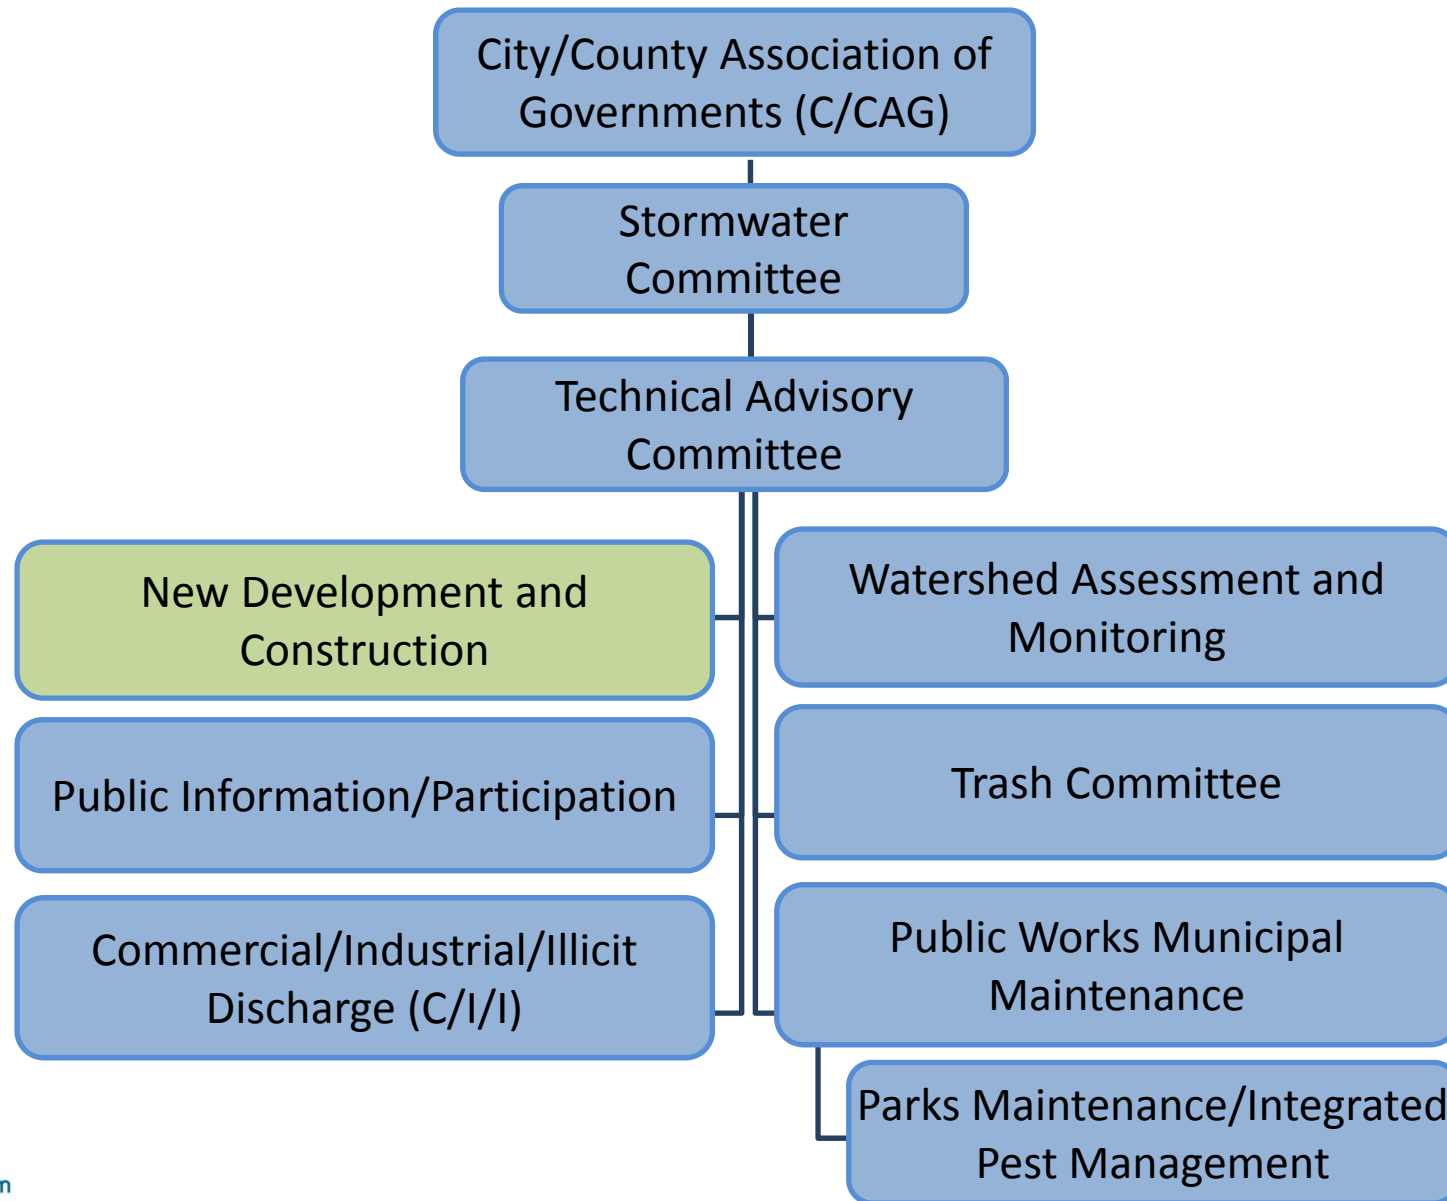 City/County Association of
Governments (C/CAG)
Stormwater
Committee
Technical Advisory
Committee
New Development and
Construction
Watershed Assessment and
Monitoring
Public Information/Participation
Trash Committee
Commercial/Industrial/Illicit
Discharge (C/I/I)
Public Works Municipal
Maintenance
Parks Maintenance/Integrated
Pest Management